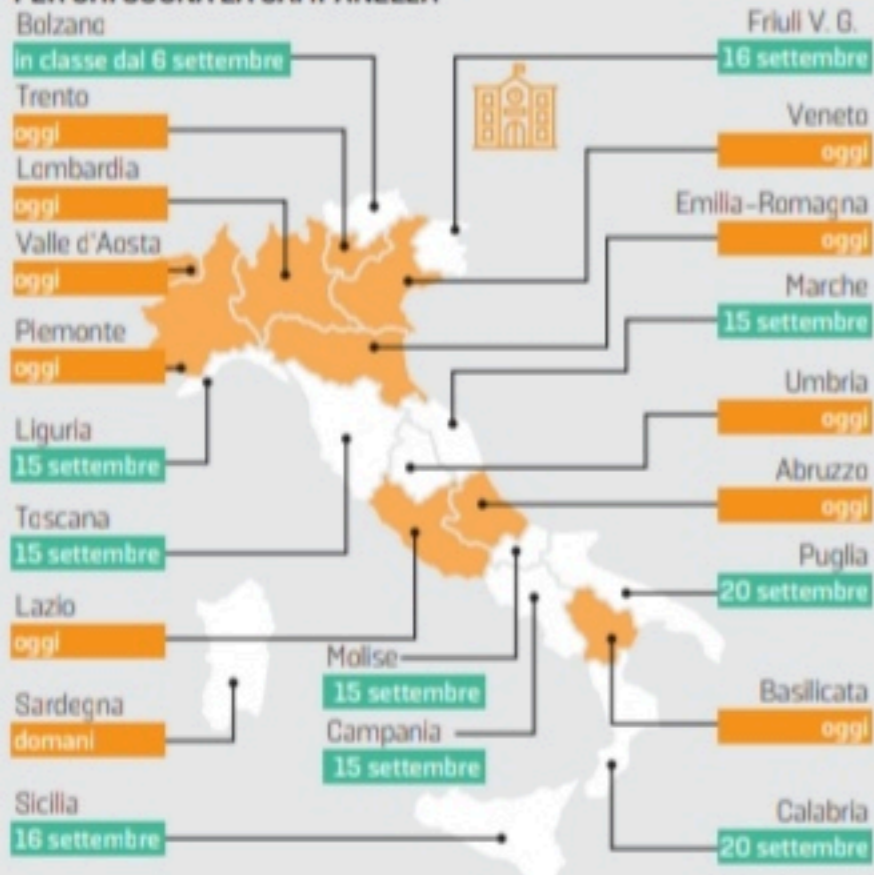 Bolzano
in classe dal 6 settembre
Trento
oggi
Lombardia
oggi
Valle d'Aosta
oggi
Piemonte
oggi
Liguria
15 settembre
Toscana
15 settembre
Lazio
oggi
Sardegna
domani
Sicilia
16 settembre
Molise
15 settembre
Campania
15 settembre
Friuli V. G.
16 settembre
Veneto
oggi
Emilia-Romagna
oggi
Marche
15 settembre
Umbria
oggi
Abruzzo
oggi
Puglia
20 settembre
Basilicata
oggi
Calabria
20 settembre